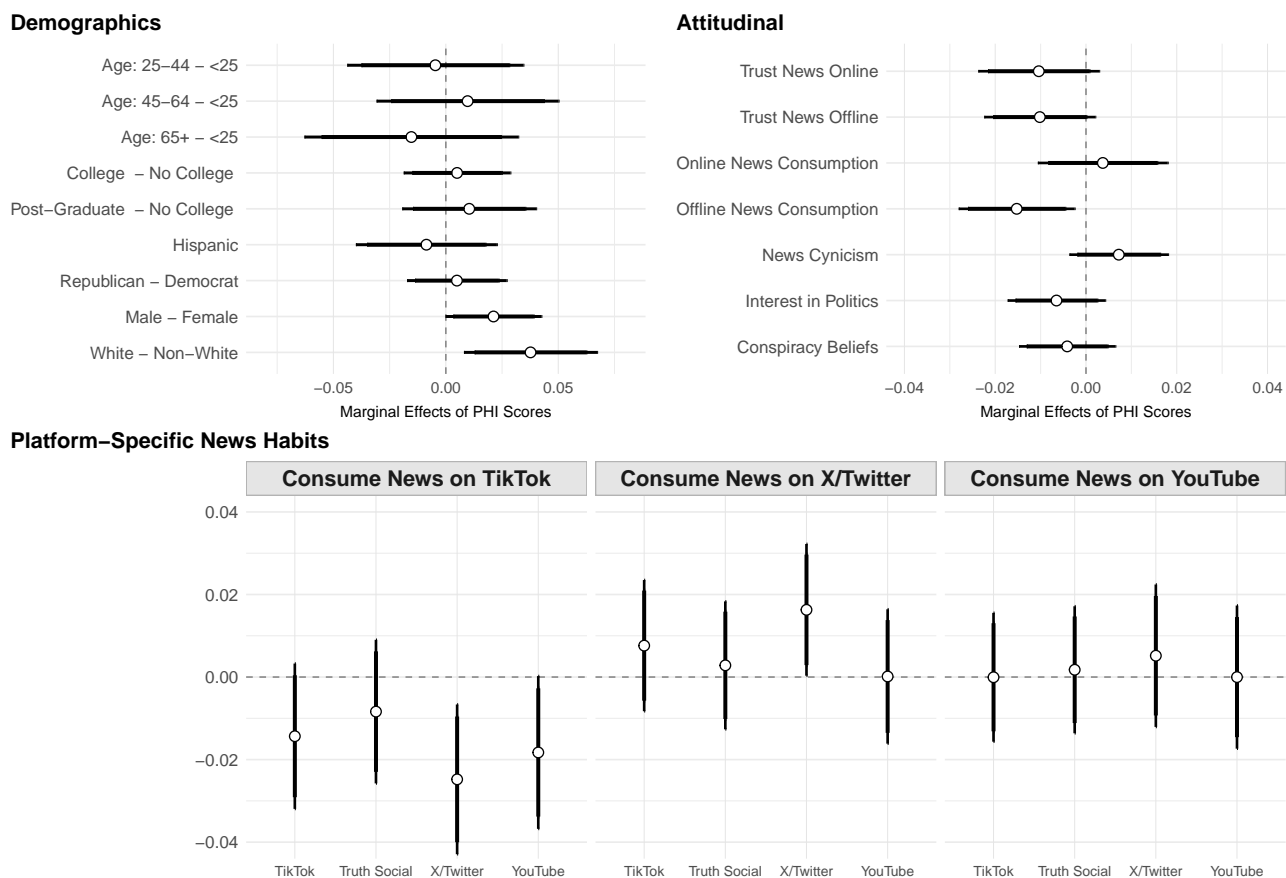 Demographics
Age: 25−44 − <25
Age: 45−64 − <25
Age: 65+ − <25
College − No College
Post−Graduate − No College
Hispanic
Republican − Democrat
Male − Female
White − Non−White
−0.05 0.00 0.05
Marginal Effects of PHI Scores
Attitudinal
Trust News Online
Trust News Offline
Online News Consumption
Offline News Consumption
News Cynicism
Interest in Politics
Conspiracy Beliefs
−0.04 −0.02 0.00 0.02 0.04
Marginal Effects of PHI Scores
Platform−Specific News Habits
Consume News on TikTok Consume News on X/Twitter Consume News on YouTube
0.04
0.02
0.00
−0.02
−0.04
TikTok Truth Social X/Twitter YouTube TikTok Truth Social X/Twitter YouTube TikTok Truth Social X/Twitter YouTube